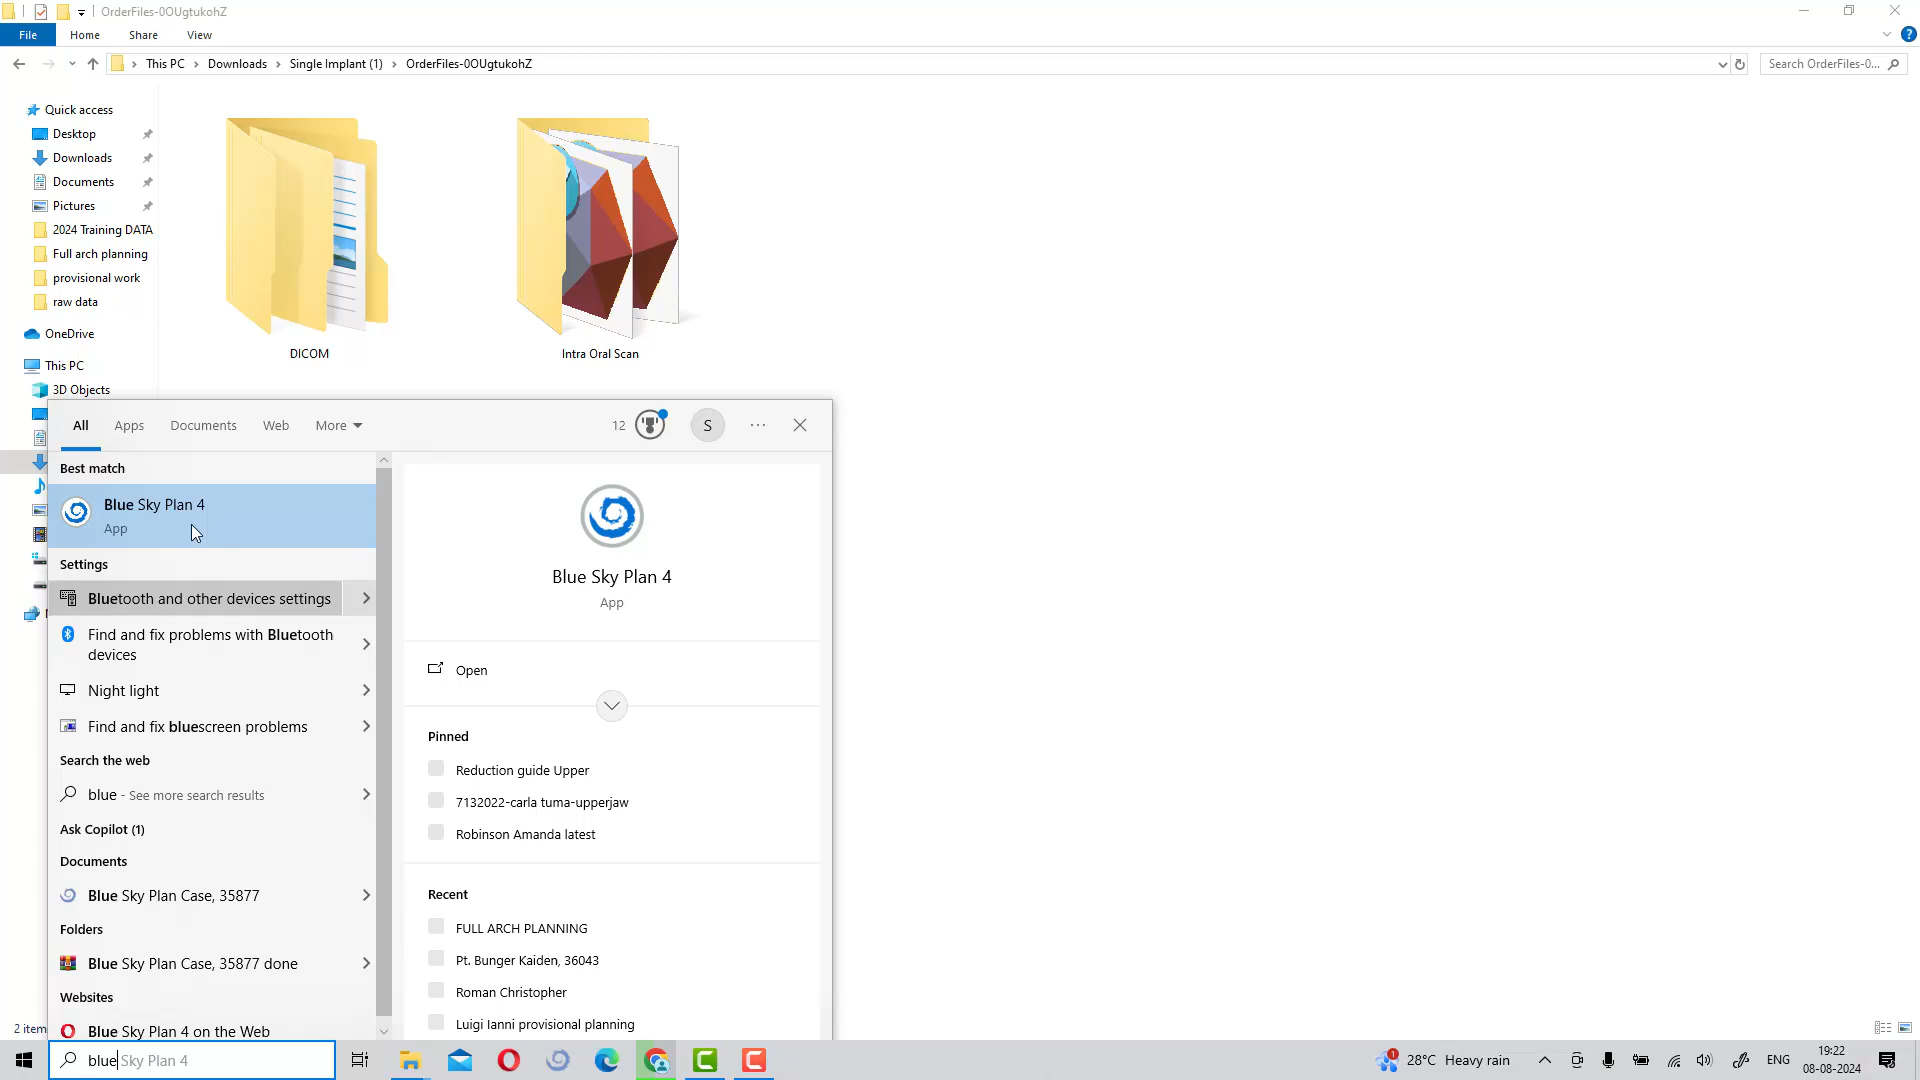 OrderFiles-0OUgtukohZ
File
Home
Share
View
This PC
Downloads
Single Implant (1)
OrderFiles-0OUgtukohZ
Search OrderFiles-0...
Quick access
Desktop
Downloads
Documents
Pictures
2024 Training DATA
Full arch planning
provisional work
raw data
OneDrive
This PC
3D Objects
DICOM
Intra Oral Scan
All
Apps
Documents
Web
More
12
S
Best match
Blue Sky Plan 4
App
Settings
Bluetooth and other devices settings
Find and fix problems with Bluetooth
devices
Night light
Find and fix bluescreen problems
Search the web
blue - See more search results
Ask Copilot (1)
Documents
Blue Sky Plan Case, 35877
Folders
Blue Sky Plan Case, 35877 done
Websites
Blue Sky Plan 4 on the Web
Blue Sky Plan 4
App
Open
Pinned
Reduction guide Upper
7132022-carla tuma-upperjaw
Robinson Amanda latest
Recent
FULL ARCH PLANNING
Pt. Bunger Kaiden, 36043
Roman Christopher
Luigi Ianni provisional planning
2 item
blue Sky Plan 4
1
28°C Heavy rain
ENG
19:22
08-08-2024